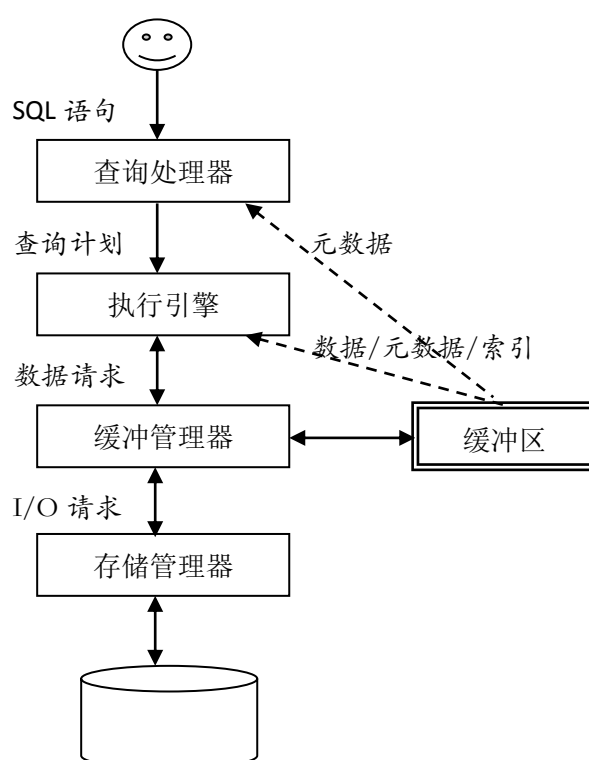 SQL 语句
查询处理器
查询计划
元数据
执行引擎
数据/元数据/索引
数据请求
缓冲管理器
缓冲区
I/O 请求
存储管理器